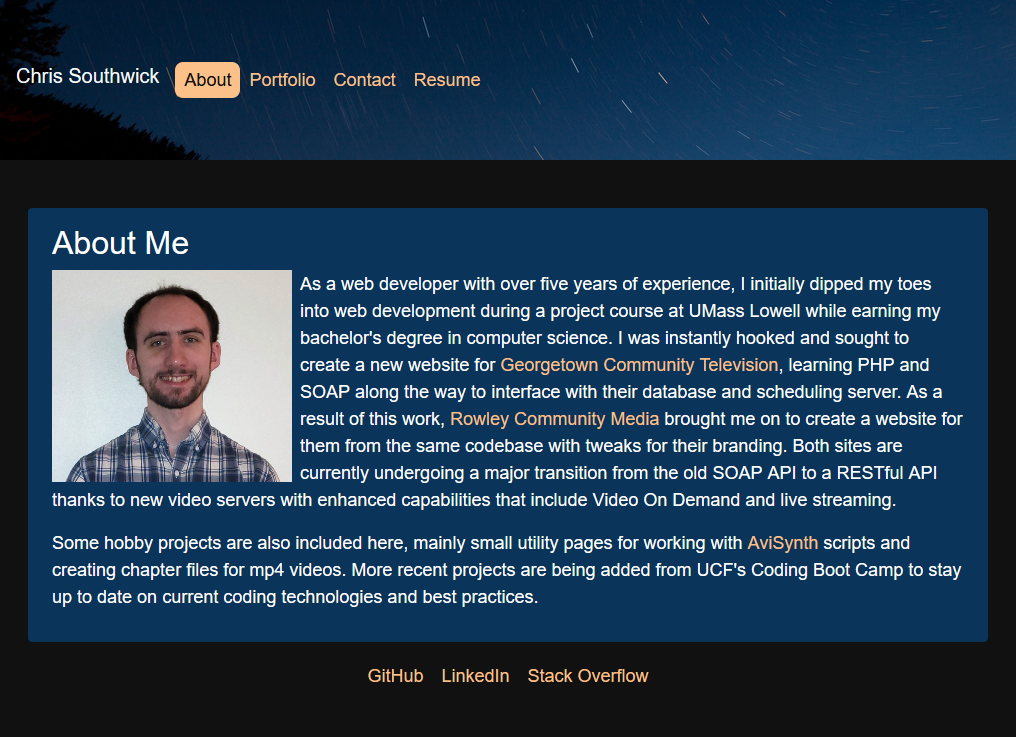 Chris Southwick About Portfolio Contact Resume
About Me
As a web developer with over five years of experience, I initially dipped my toes
into web development during a project course at UMass Lowell while earning my
bachelor's degree in computer science. I was instantly hooked and sought to
create a new website for Georgetown Community Television, learning PHP and
SOAP along the way to interface with their database and scheduling server. As a
result of this work, Rowley Community Media brought me on to create a website for
them from the same codebase with tweaks for their branding. Both sites are
currently undergoing a major transition from the old SOAP API to a RESTful API
thanks to new video servers with enhanced capabilities that include Video On Demand and live streaming.
Some hobby projects are also included here, mainly small utility pages for working with AviSynth scripts and
creating chapter files for mp4 videos. More recent projects are being added from UCF's Coding Boot Camp to stay
up to date on current coding technologies and best practices.
GitHub LinkedIn Stack Overflow